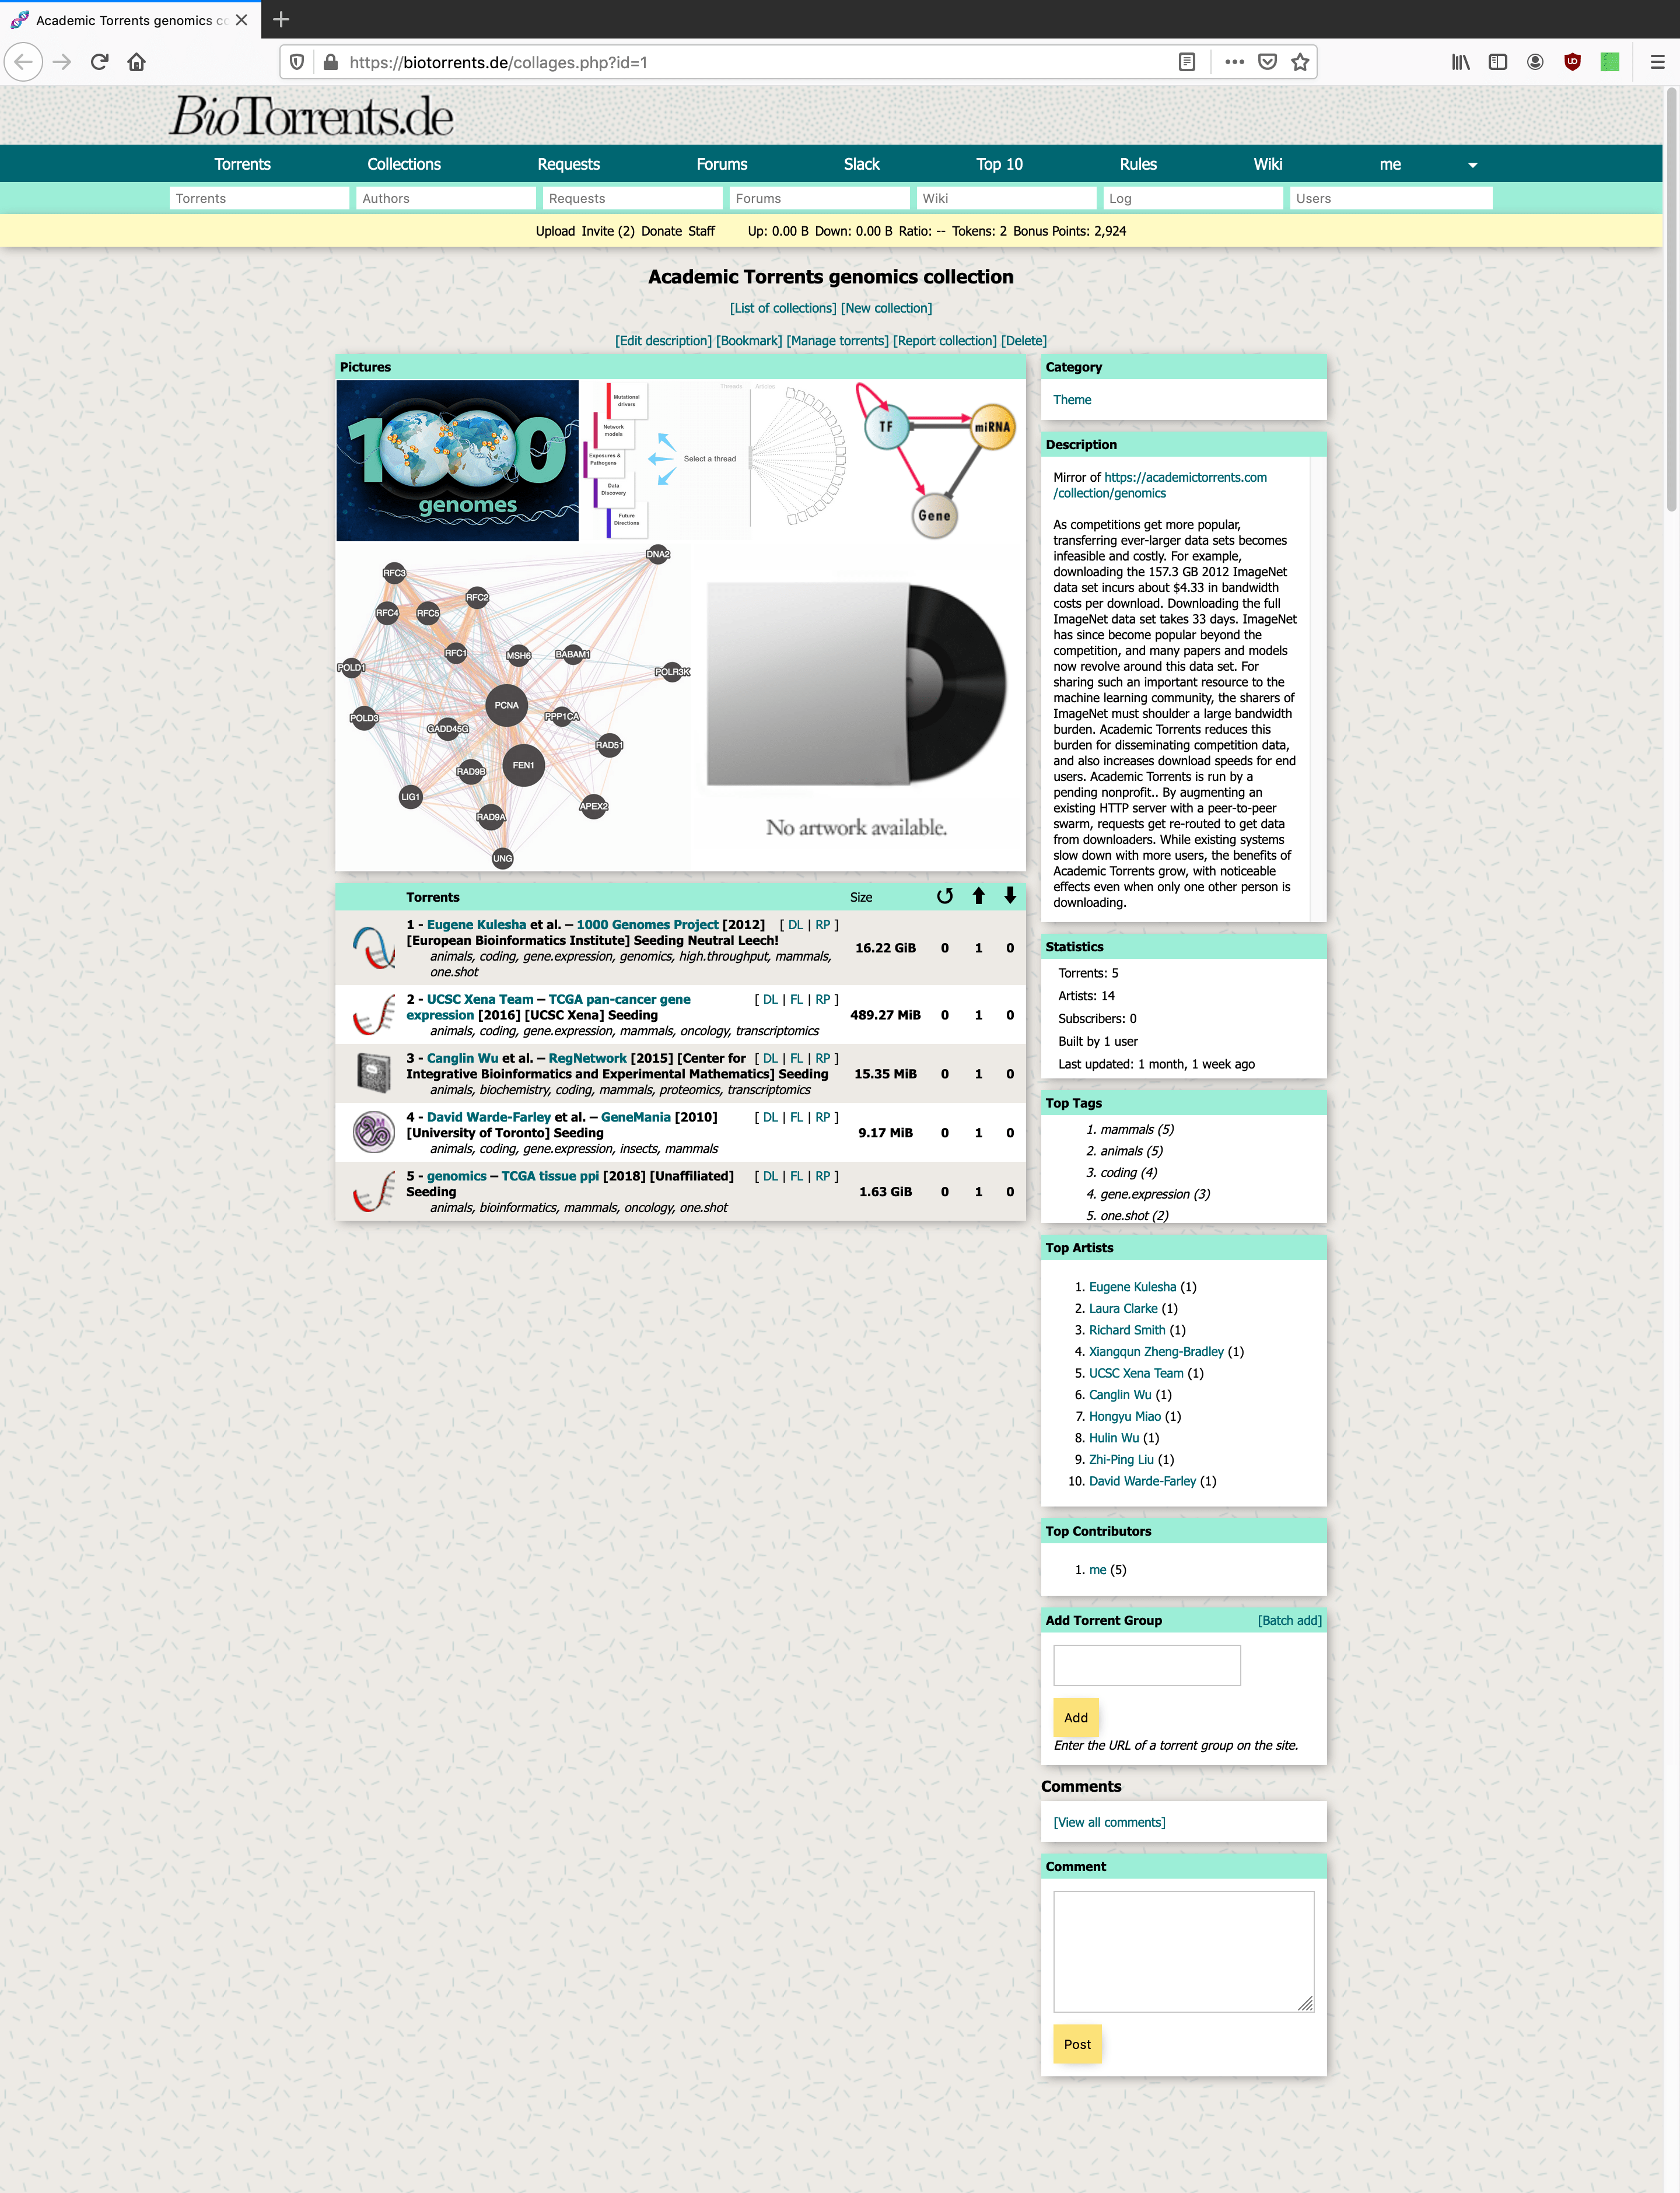 Academic Torrents genomics co
https://biotorrents.de/collages.php?id=1
BioTorrents.de
Torrents Collections Requests Forums Slack Top 10 Rules Wiki me
Torrents Authors Requests Forums Wiki Log Users
Upload Invite (2) Donate Staff Up: 0.00 B Down: 0.00 B Ratio: -- Tokens: 2 Bonus Points: 2,924
Academic Torrents genomics collection
[List of collections] [New collection]
[Edit description] [Bookmark] [Manage torrents] [Report collection] [Delete]
Pictures
1000
genomes
Threads Articles
Mutational
drivers
Network
models
Exposures &
Pathogens
Data
Discovery
Future
Directions
Select a thread
TF
miRNA
Gene
DNA2
RFC3
RFC2
RFC4
RFC5
RFC1
MSH6
BABAM1
POLD1
POLR3K
PCNA
POLD3
PPP1CA
GADD45G
RAD51
FEN1
RAD9B
LIG1
APEX2
RAD9A
UNG
No artwork available.
Torrents Size
1 - Eugene Kulesha et al. – 1000 Genomes Project [2012] [ DL | RP ]
[European Bioinformatics Institute] Seeding Neutral Leech!
16.22 GiB 0 1 0
animals, coding, gene.expression, genomics, high.throughput, mammals,
one.shot
2 - UCSC Xena Team – TCGA pan-cancer gene [ DL | FL | RP ]
expression [2016] [UCSC Xena] Seeding 489.27 MiB 0 1 0
animals, coding, gene.expression, mammals, oncology, transcriptomics
3 - Canglin Wu et al. – RegNetwork [2015] [Center for [ DL | FL | RP ]
Integrative Bioinformatics and Experimental Mathematics] Seeding 15.35 MiB 0 1 0
animals, biochemistry, coding, mammals, proteomics, transcriptomics
4 - David Warde-Farley et al. – GeneMania [2010] [ DL | FL | RP ]
[University of Toronto] Seeding 9.17 MiB 0 1 0
animals, coding, gene.expression, insects, mammals
5 - genomics – TCGA tissue ppi [2018] [Unaffiliated] [ DL | FL | RP ]
Seeding 1.63 GiB 0 1 0
animals, bioinformatics, mammals, oncology, one.shot
Category
Theme
Description
Mirror of https://academictorrents.com
/collection/genomics
As competitions get more popular,
transferring ever-larger data sets becomes
infeasible and costly. For example,
downloading the 157.3 GB 2012 ImageNet
data set incurs about $4.33 in bandwidth
costs per download. Downloading the full
ImageNet data set takes 33 days. ImageNet
has since become popular beyond the
competition, and many papers and models
now revolve around this data set. For
sharing such an important resource to the
machine learning community, the sharers of
ImageNet must shoulder a large bandwidth
burden. Academic Torrents reduces this
burden for disseminating competition data,
and also increases download speeds for end
users. Academic Torrents is run by a
pending nonprofit.. By augmenting an
existing HTTP server with a peer-to-peer
swarm, requests get re-routed to get data
from downloaders. While existing systems
slow down with more users, the benefits of
Academic Torrents grow, with noticeable
effects even when only one other person is
downloading.
Statistics
Torrents: 5
Artists: 14
Subscribers: 0
Built by 1 user
Last updated: 1 month, 1 week ago
Top Tags
1. mammals (5)
2. animals (5)
3. coding (4)
4. gene.expression (3)
5. one.shot (2)
Top Artists
1. Eugene Kulesha (1)
2. Laura Clarke (1)
3. Richard Smith (1)
4. Xiangqun Zheng-Bradley (1)
5. UCSC Xena Team (1)
6. Canglin Wu (1)
7. Hongyu Miao (1)
8. Hulin Wu (1)
9. Zhi-Ping Liu (1)
10. David Warde-Farley (1)
Top Contributors
1. me (5)
Add Torrent Group [Batch add]
Add
Enter the URL of a torrent group on the site.
Comments
[View all comments]
Comment
Post